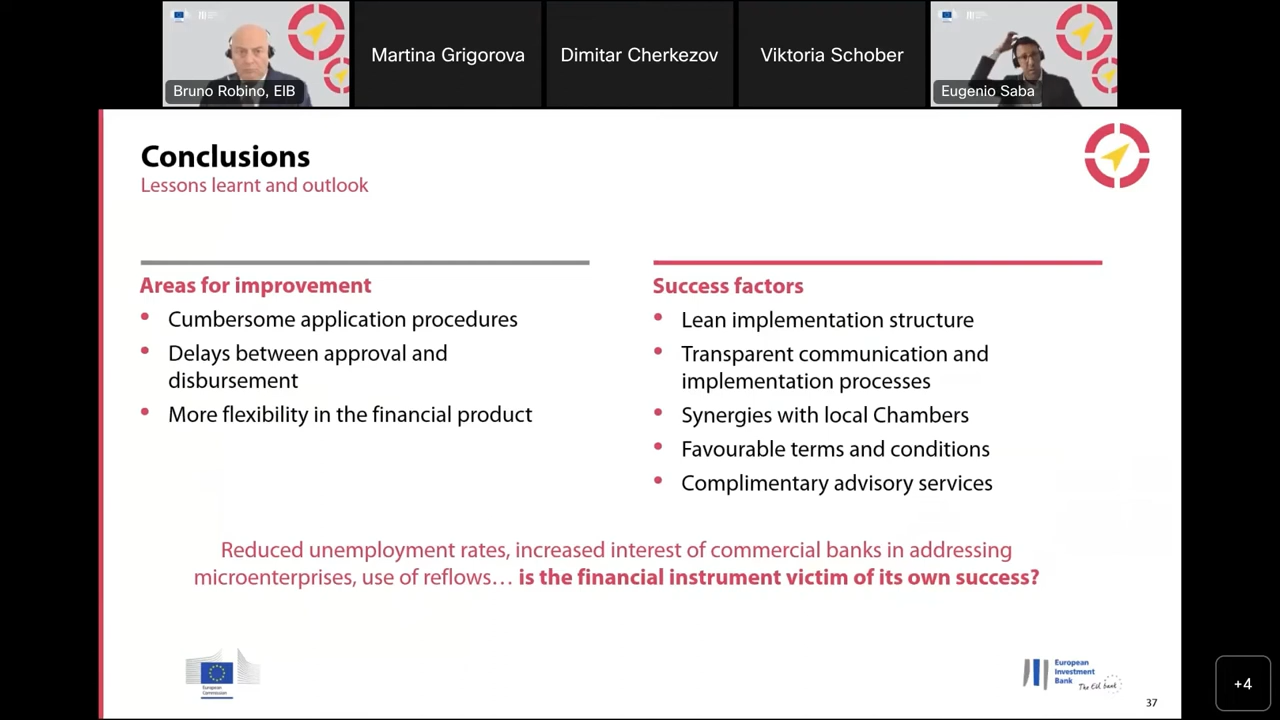 Bruno Robino, EIB
Martina Grigorova
Dimitar Cherkezov
Viktoria Schober
Eugenio Saba
Conclusions
Lessons learnt and outlook
Areas for improvement
• Cumbersome application procedures
• Delays between approval and
disbursement
• More flexibility in the financial product
Success factors
• Lean implementation structure
• Transparent communication and
implementation processes
• Synergies with local Chambers
• Favourable terms and conditions
• Complimentary advisory services
Reduced unemployment rates, increased interest of commercial banks in addressing
microenterprises, use of reflows… is the financial instrument victim of its own success?
European
Commission
European
Investment
Bank
The EU bank
37
+4